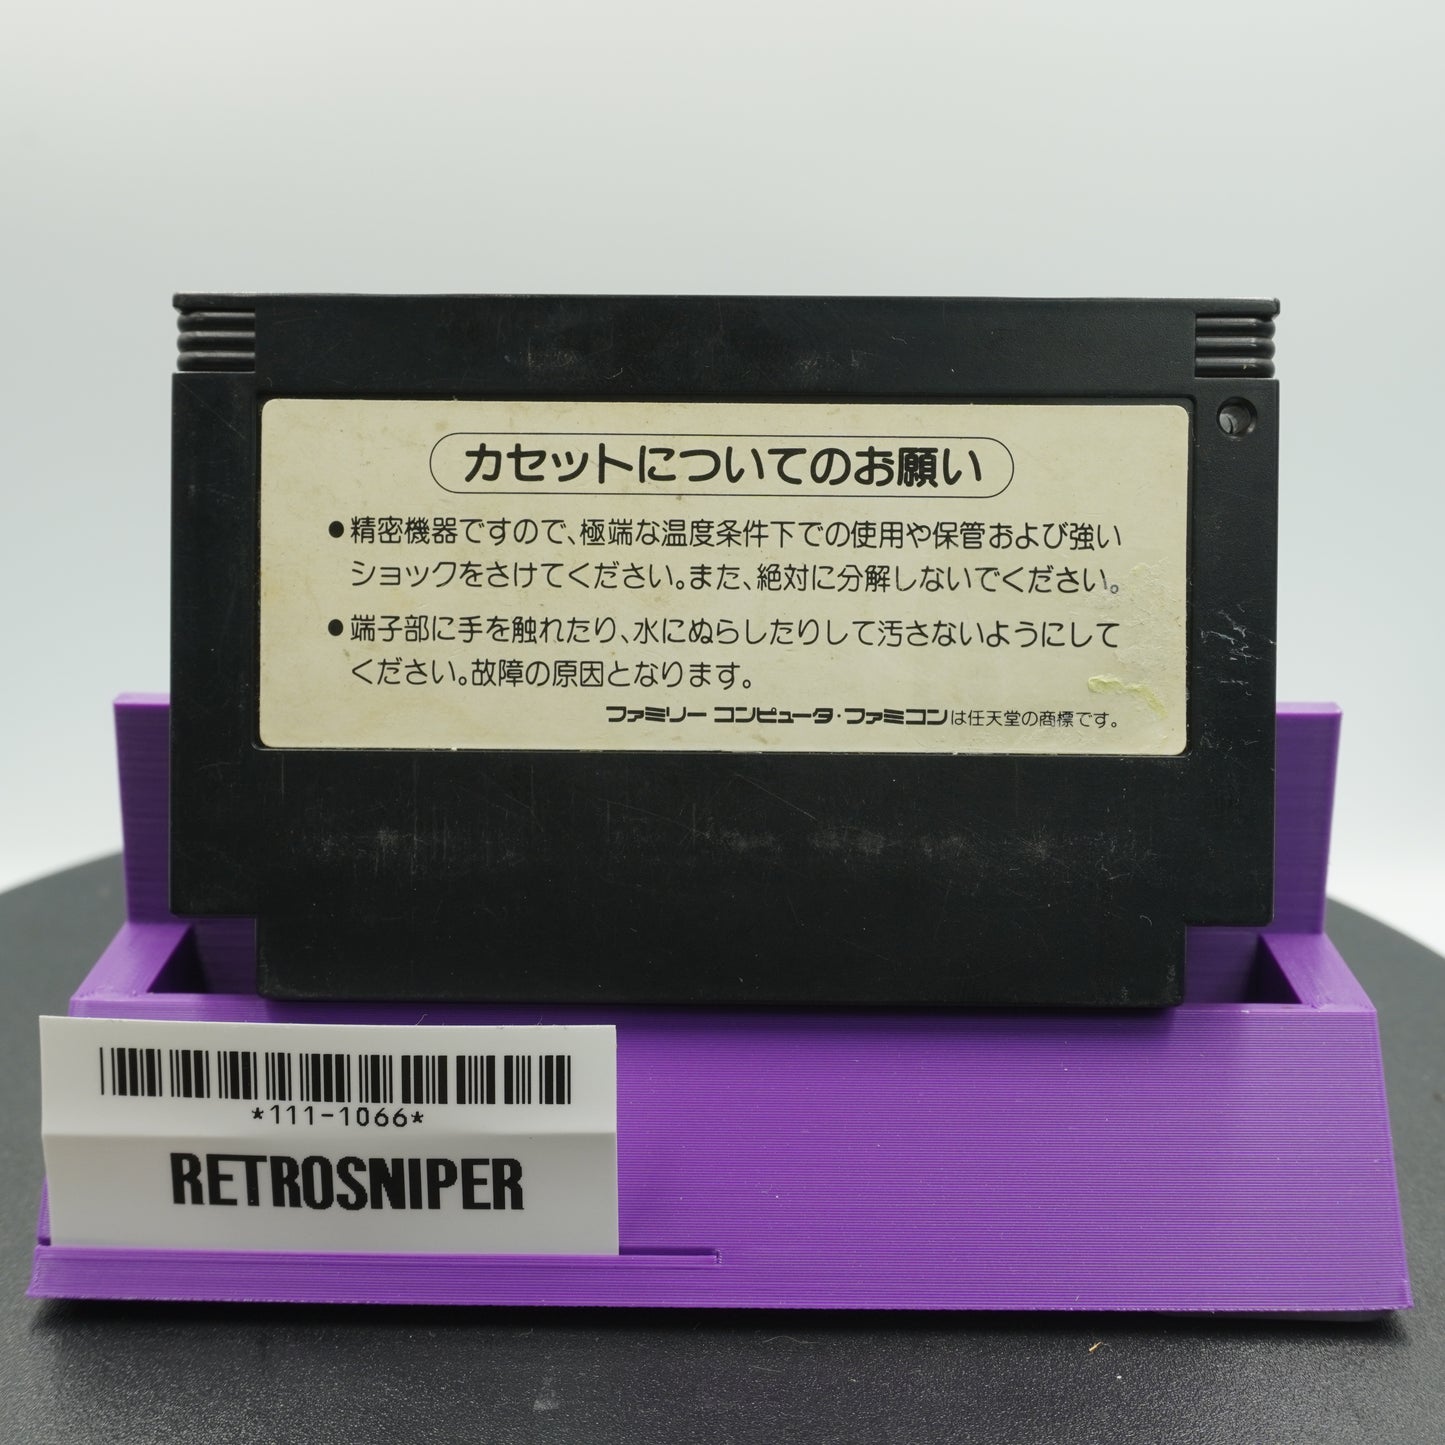 カセットについてのお願い
●精密機器ですので、極端な温度条件下での使用や保管および強い
ショックをさけてください。また、絶対に分解しないでください。
●端子部に手を触れたり、水にぬらしたりして汚さないようにして
ください。故障の原因となります。
ファミリー コンピュータ・ファミコンは任天堂の商標です。
*111-1066*
RETROSNIPER